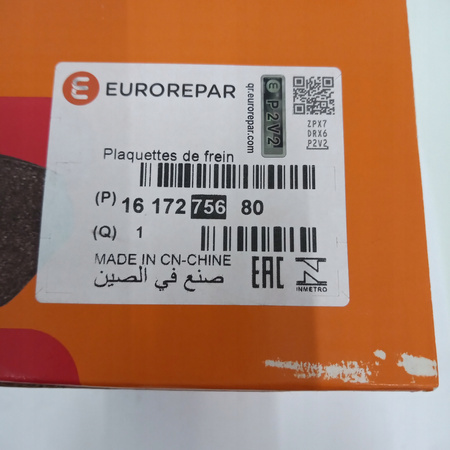 EUROREPAR
qr.eurorepar.com
P2V2
ZPX7
DRX6
P2V2
Plaquettes de frein
(P) 16 172 756 80
(Q) 1
MADE IN CN-CHINE
صنع في الصين
EAC
INMETRO